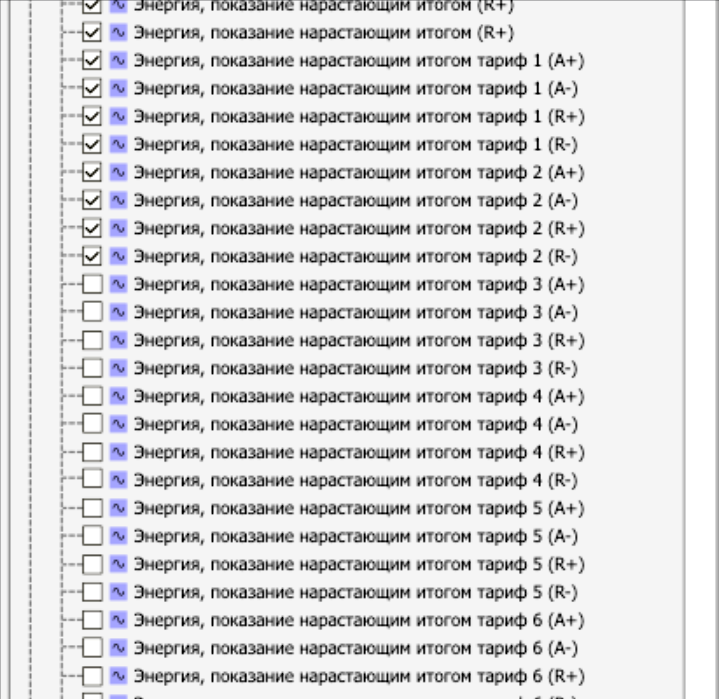 Энергия, показание нарастающим итогом (R+)
Энергия, показание нарастающим итогом (R+)
Энергия, показание нарастающим итогом тариф 1 (A+)
Энергия, показание нарастающим итогом тариф 1 (A-)
Энергия, показание нарастающим итогом тариф 1 (R+)
Энергия, показание нарастающим итогом тариф 1 (R-)
Энергия, показание нарастающим итогом тариф 2 (A+)
Энергия, показание нарастающим итогом тариф 2 (A-)
Энергия, показание нарастающим итогом тариф 2 (R+)
Энергия, показание нарастающим итогом тариф 2 (R-)
Энергия, показание нарастающим итогом тариф 3 (A+)
Энергия, показание нарастающим итогом тариф 3 (A-)
Энергия, показание нарастающим итогом тариф 3 (R+)
Энергия, показание нарастающим итогом тариф 3 (R-)
Энергия, показание нарастающим итогом тариф 4 (A+)
Энергия, показание нарастающим итогом тариф 4 (A-)
Энергия, показание нарастающим итогом тариф 4 (R+)
Энергия, показание нарастающим итогом тариф 4 (R-)
Энергия, показание нарастающим итогом тариф 5 (A+)
Энергия, показание нарастающим итогом тариф 5 (A-)
Энергия, показание нарастающим итогом тариф 5 (R+)
Энергия, показание нарастающим итогом тариф 5 (R-)
Энергия, показание нарастающим итогом тариф 6 (A+)
Энергия, показание нарастающим итогом тариф 6 (A-)
Энергия, показание нарастающим итогом тариф 6 (R+)